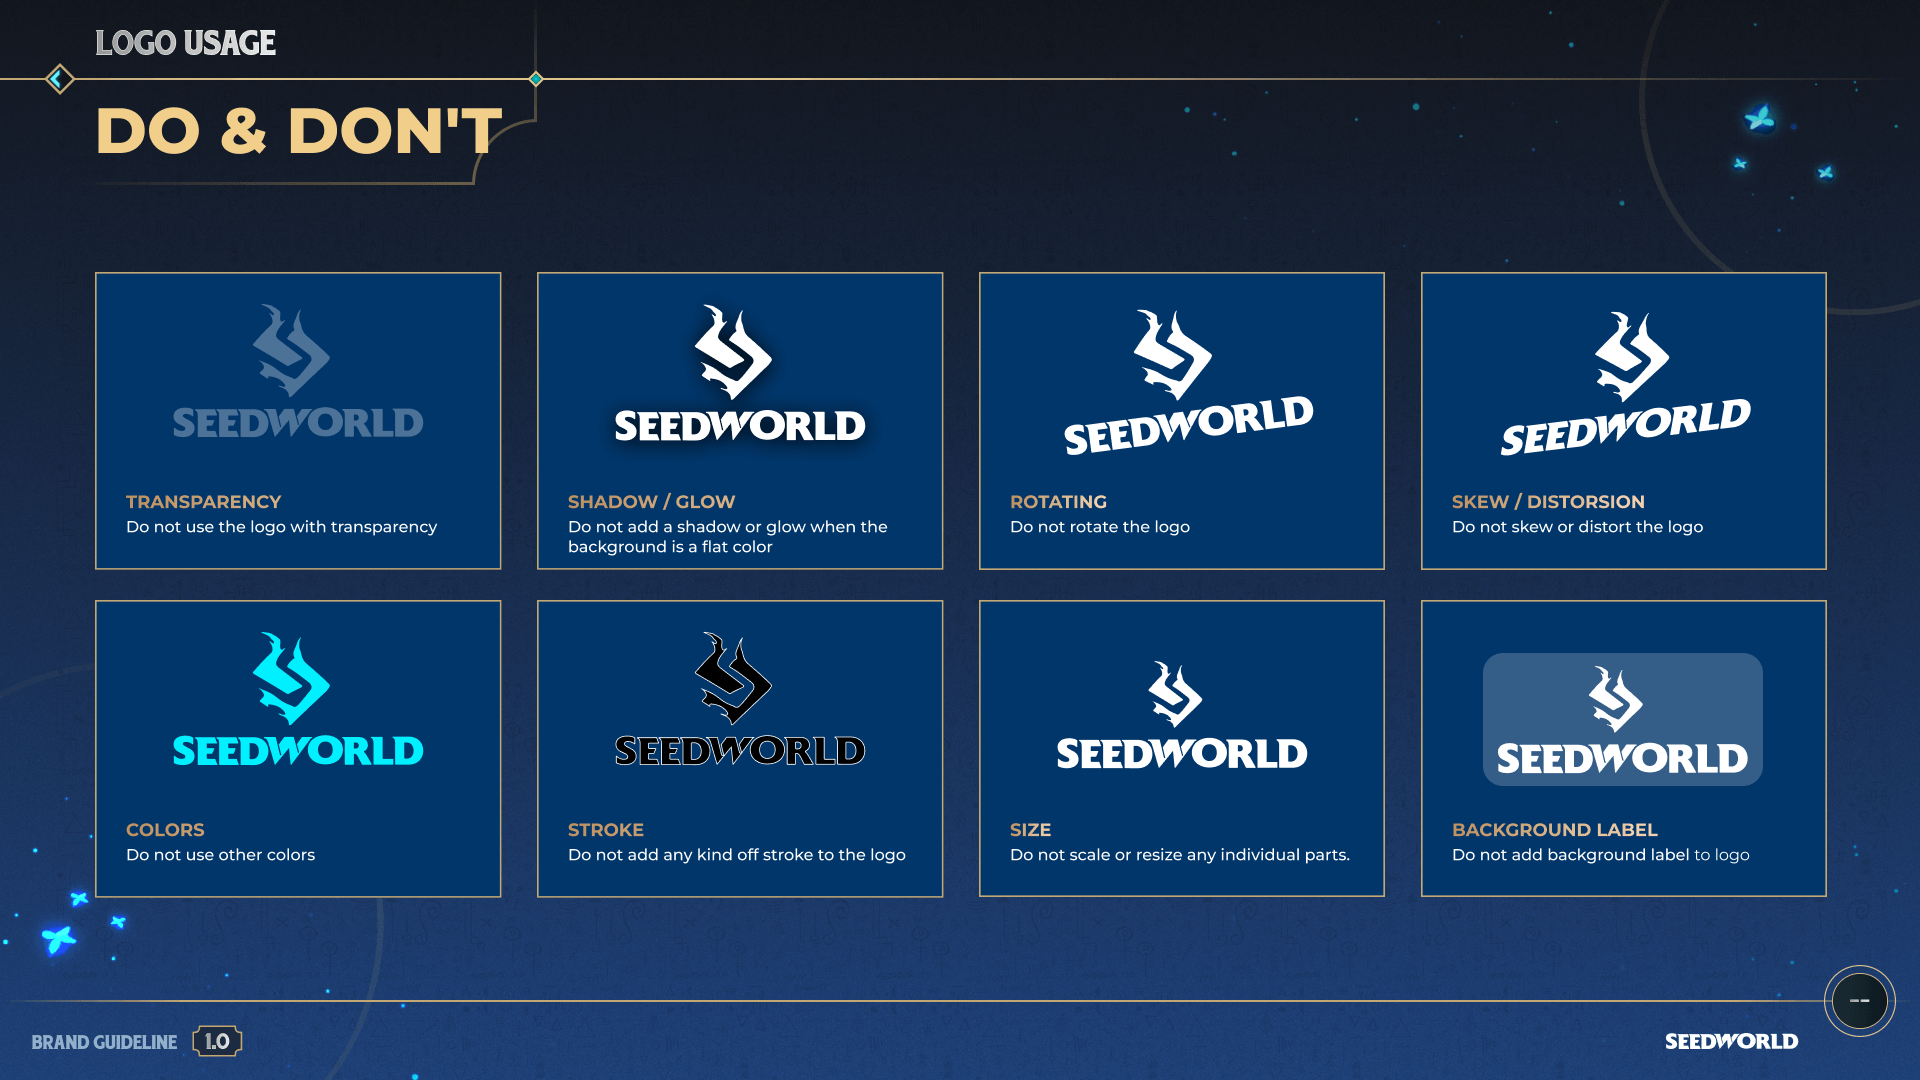 LOGO USAGE
DO & DON'T
SEEDWORLD
TRANSPARENCY
Do not use the logo with transparency
SEEDWORLD
SHADOW / GLOW
Do not add a shadow or glow when the
background is a flat color
SEEDWORLD
ROTATING
Do not rotate the logo
SEEDWORLD
SKEW / DISTORSION
Do not skew or distort the logo
SEEDWORLD
COLORS
Do not use other colors
SEEDWORLD
STROKE
Do not add any kind off stroke to the logo
SEEDWORLD
SIZE
Do not scale or resize any individual parts.
SEEDWORLD
BACKGROUND LABEL
Do not add background label to logo
BRAND GUIDELINE 1.0
SEEDWORLD
--